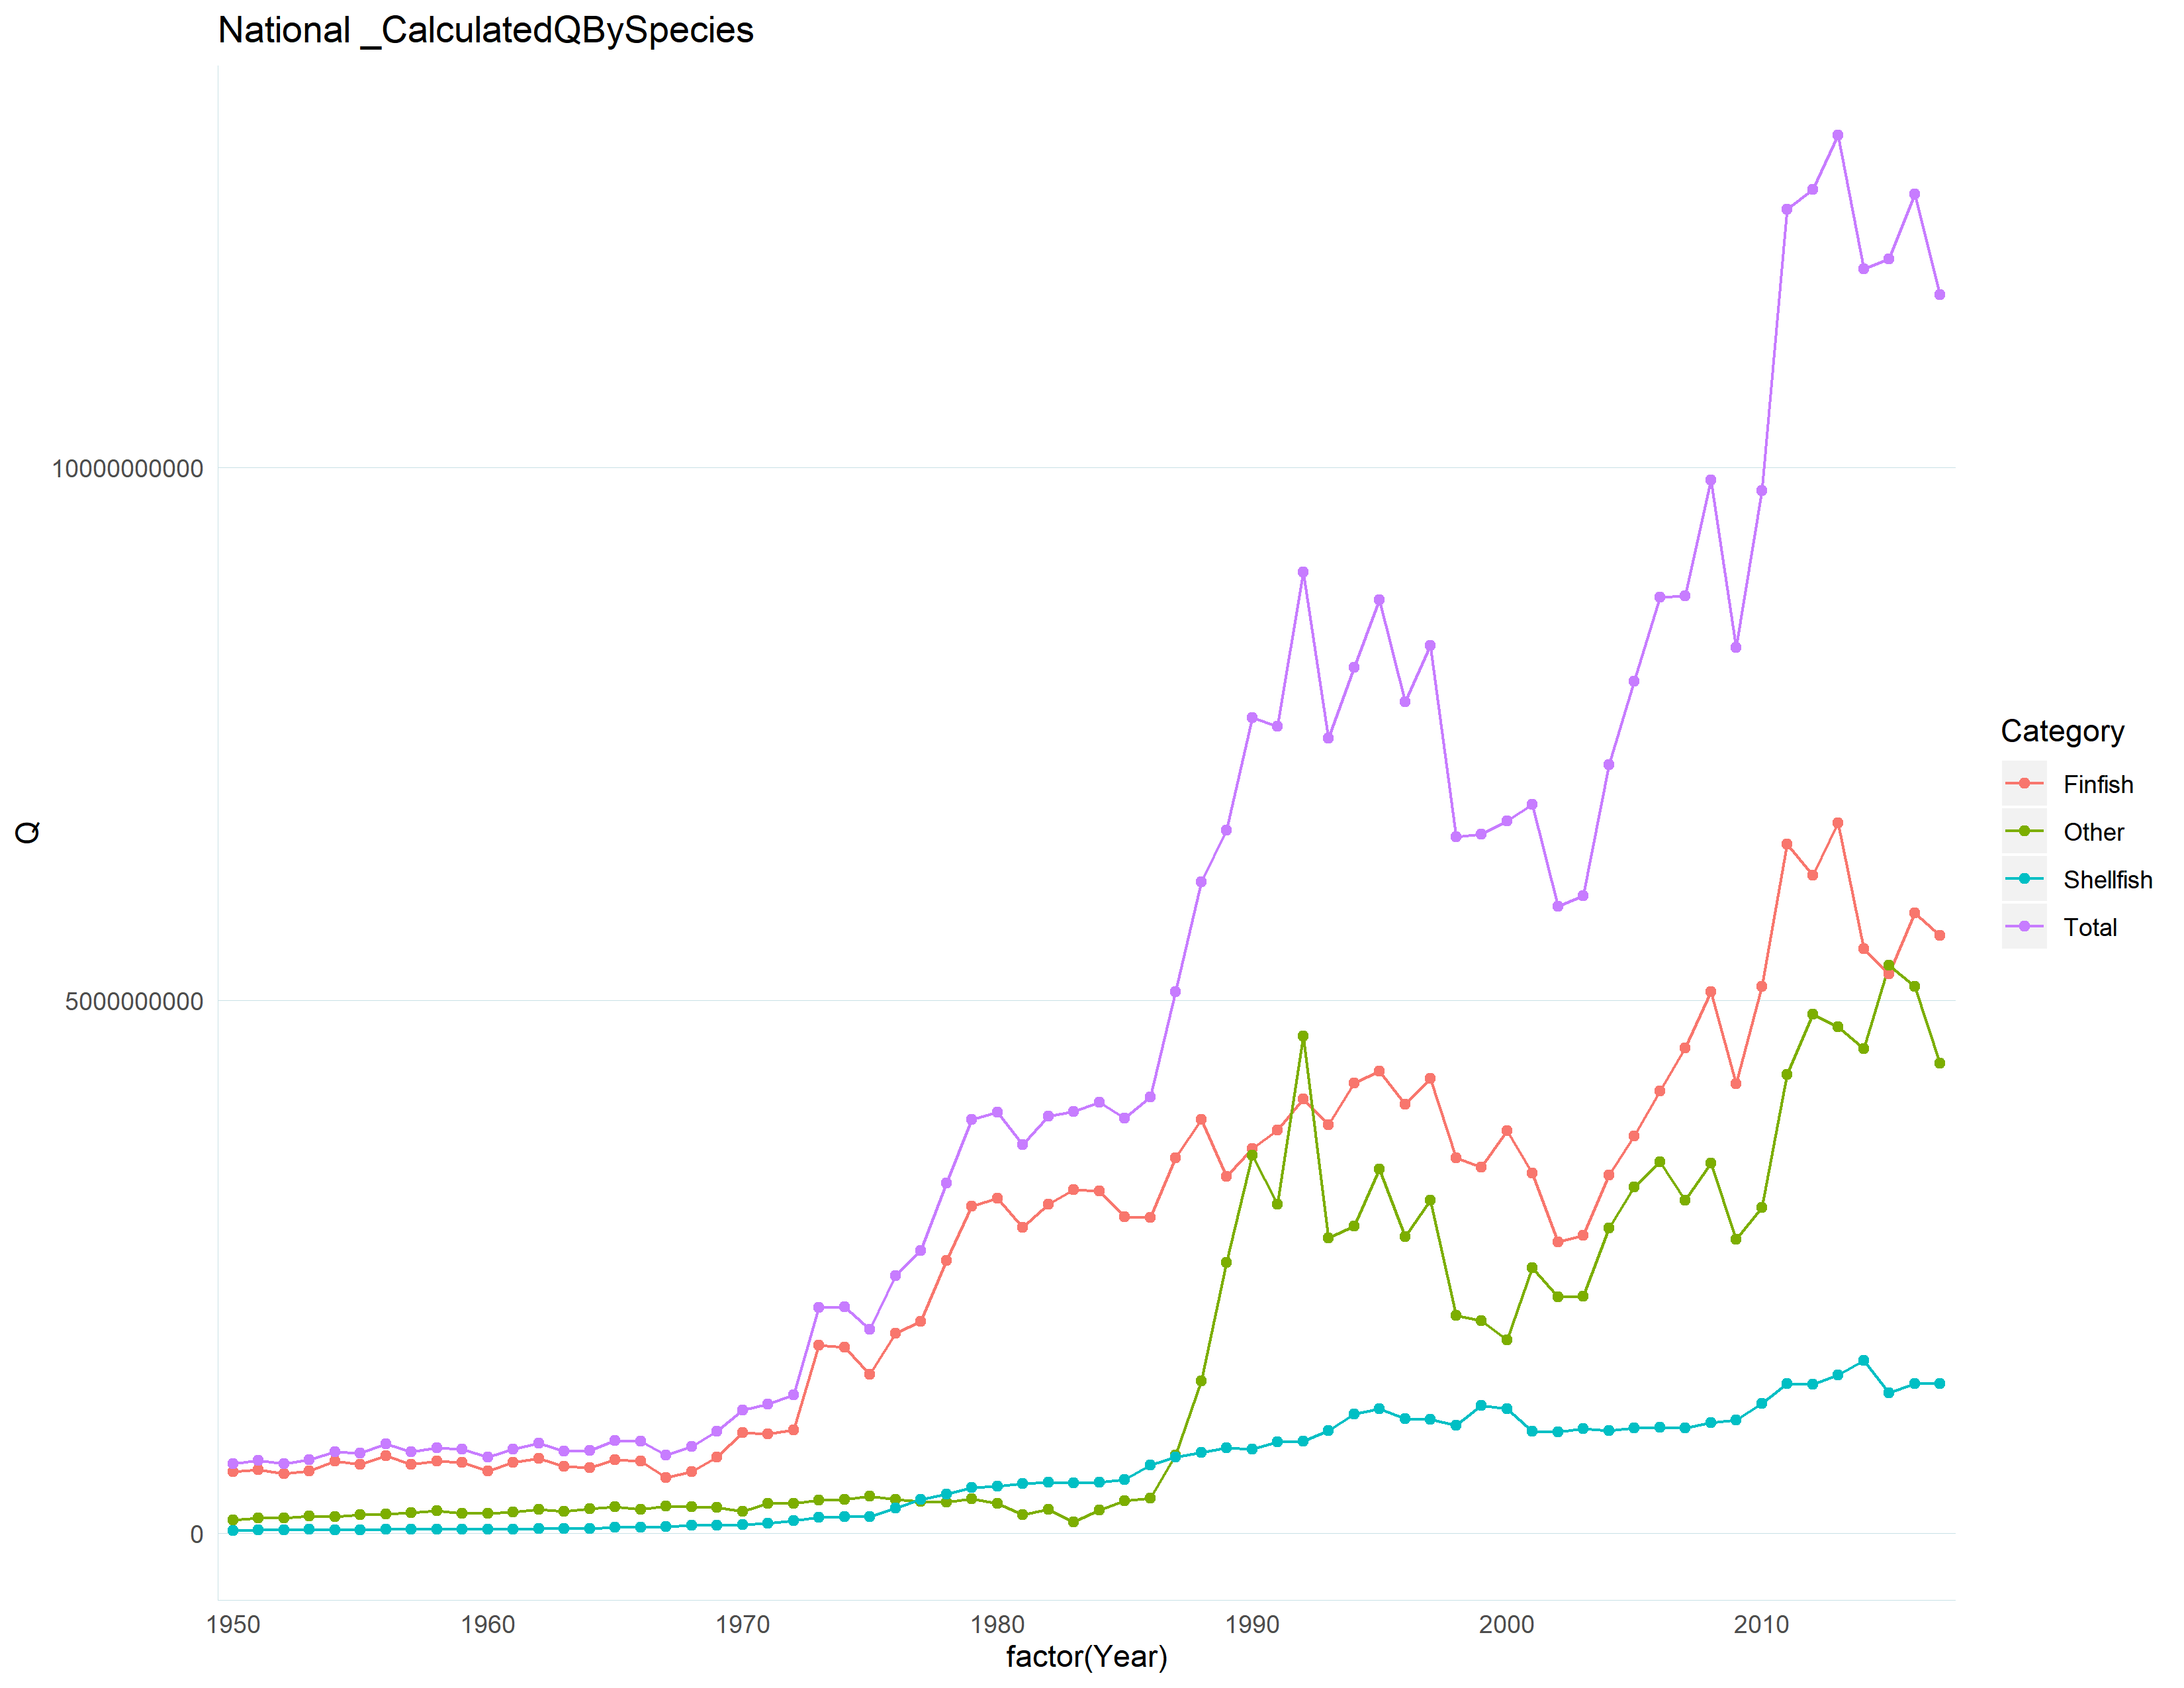 National _CalculatedQBySpecies
10000000000
5000000000
0
Q
1950 1960 1970 1980 1990 2000 2010
factor(Year)
Category
Finfish
Other
Shellfish
Total